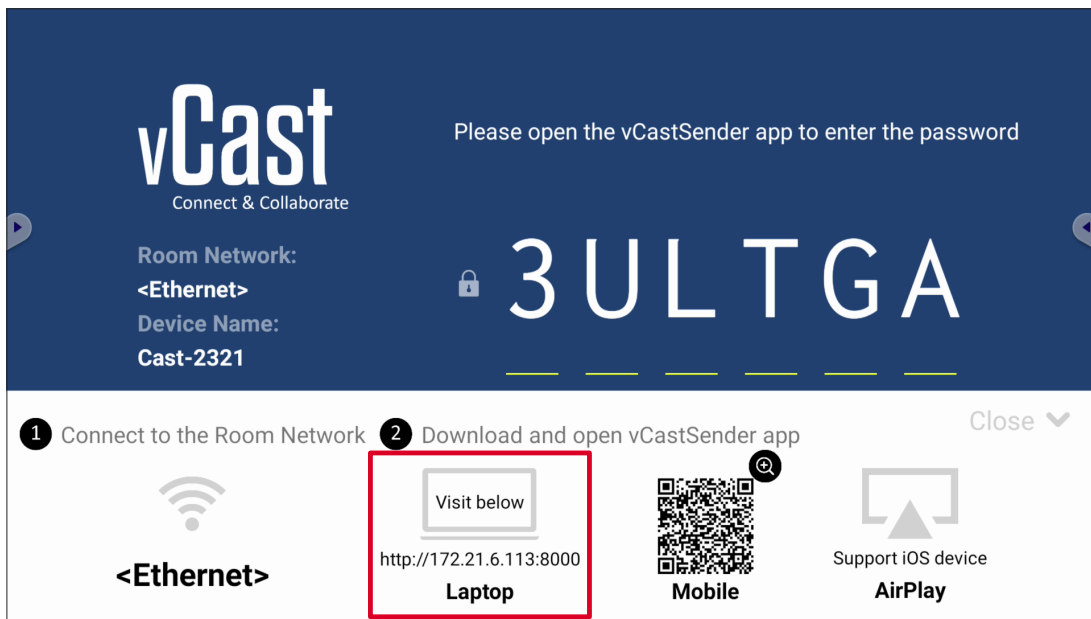 vCast
Connect & Collaborate
Please open the vCastSender app to enter the password
Room Network:
<Ethernet>
Device Name:
Cast-2321
3ULTGA
Close
1 Connect to the Room Network
2 Download and open vCastSender app
<Ethernet>
Visit below
http://172.21.6.113:8000
Laptop
Mobile
Support iOS device
AirPlay